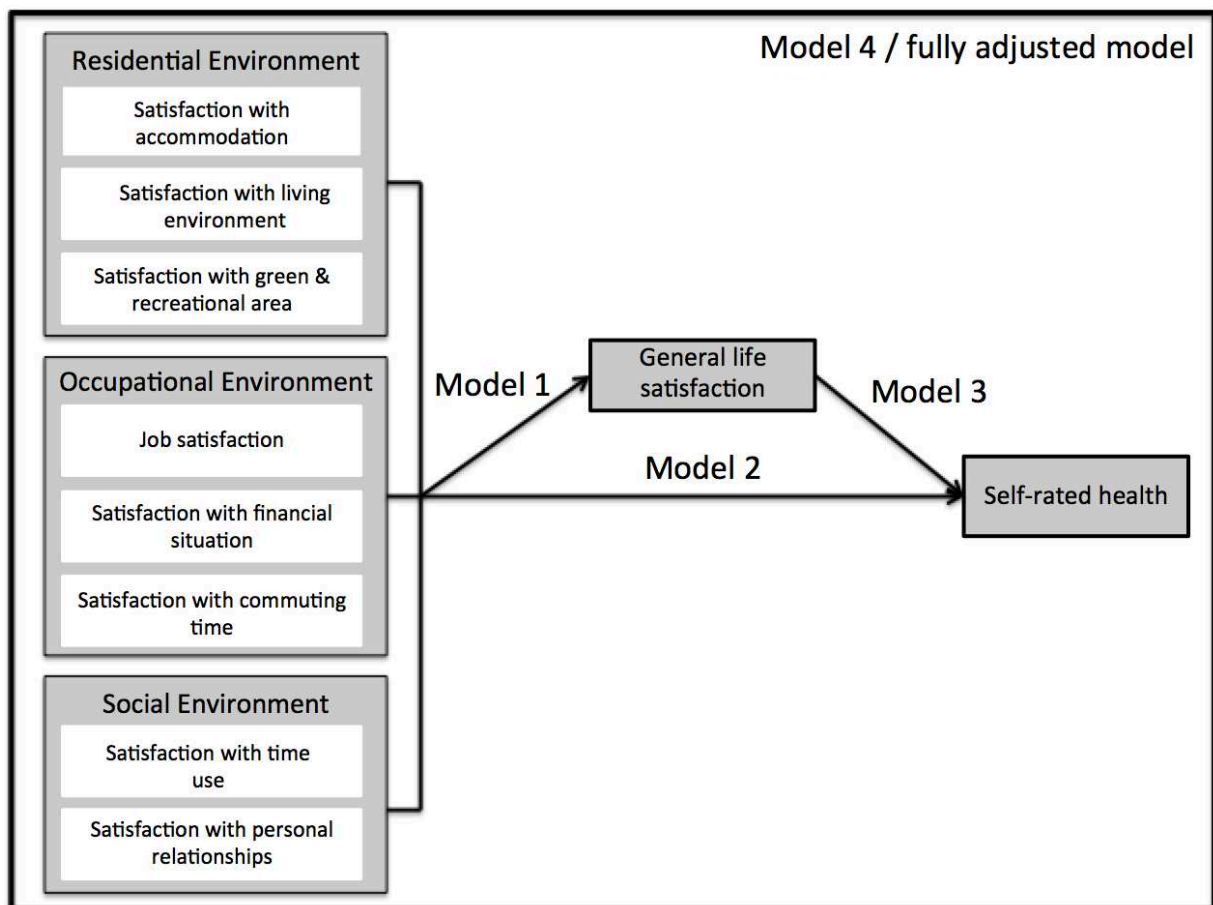 Model 4 / fully adjusted model
Residential Environment
Satisfaction with
accommodation
Satisfaction with living
environment
Satisfaction with green &
recreational area
Occupational Environment
Job satisfaction
Satisfaction with financial
situation
Satisfaction with commuting
time
Social Environment
Satisfaction with time
use
Satisfaction with personal
relationships
Model 1
General life
satisfaction
Model 3
Model 2
Self-rated health